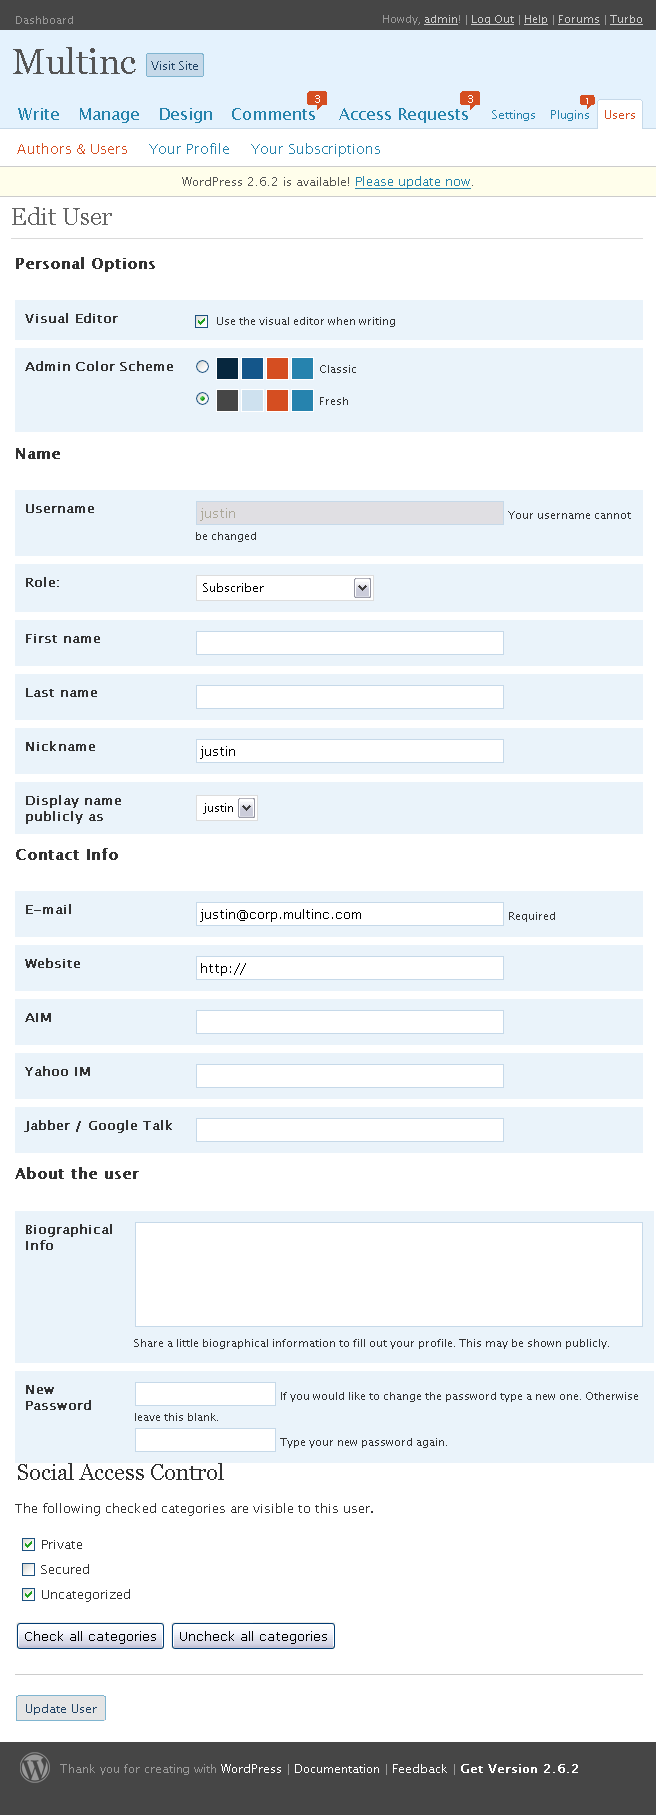 Dashboard
Howdy, admin! | Log Out | Help | Forums | Turbo
Multinc Visit Site
Write Manage Design Comments 3 Access Requests 3 Settings Plugins 1 Users
Authors & Users Your Profile Your Subscriptions
WordPress 2.6.2 is available! Please update now.
Edit User
Personal Options
Visual Editor Use the visual editor when writing
Admin Color Scheme Classic
Fresh
Name
Username justin Your username cannot
be changed
Role: Subscriber
First name
Last name
Nickname justin
Display name
publicly as justin
Contact Info
E-mail justin@corp.multinc.com Required
Website http://
AIM
Yahoo IM
Jabber / Google Talk
About the user
Biographical
Info
Share a little biographical information to fill out your profile. This may be shown publicly.
New
Password
If you would like to change the password type a new one. Otherwise
leave this blank.
Type your new password again.
Social Access Control
The following checked categories are visible to this user.
Private
Secured
Uncategorized
Check all categories Uncheck all categories
Update User
Thank you for creating with WordPress | Documentation | Feedback | Get Version 2.6.2